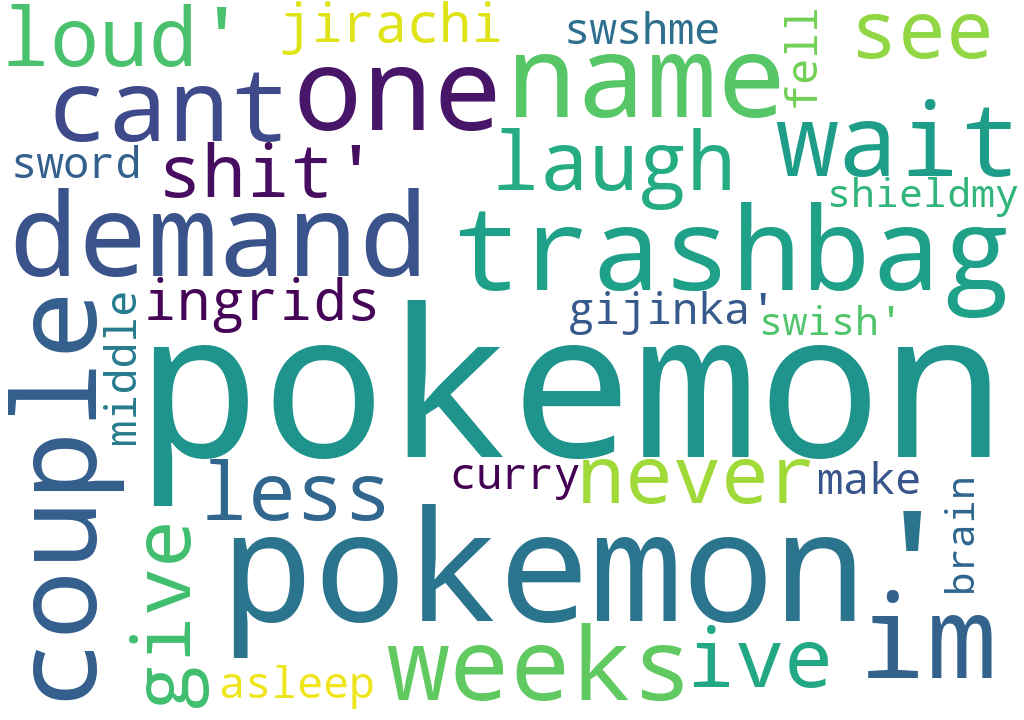 loud'
jirachi
swshme
fell
see
cant
one
name
wait
sword
shit'
laugh
shieldmy
demand
trashbag
ingrids
gijinka'
swish'
couple
middle
pokemon
less
curry
never
make
brain
give
pokemon'
im
asleep
weeks
ive